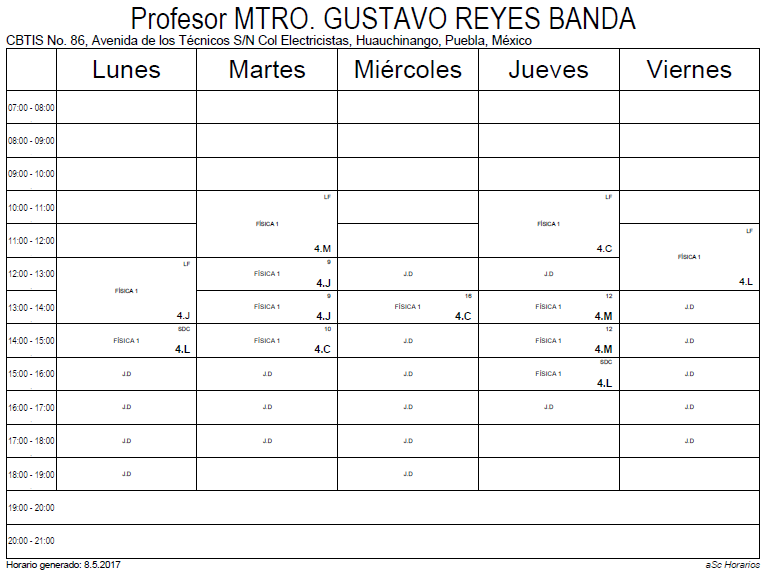 Profesor MTRO. GUSTAVO REYES BANDA
CBTIS No. 86, Avenida de los Técnicos S/N Col Electricistas, Huauchinango, Puebla, México
Lunes Martes Miércoles Jueves Viernes
07:00 - 08:00
08:00 - 09:00
09:00 - 10:00
10:00 - 11:00 LF LF
FÍSICA 1 FÍSICA 1
11:00 - 12:00 4.M 4.C LF
FÍSICA 1
12:00 - 13:00 LF FÍSICA 1 9 4.J J.D J.D 4.L
FÍSICA 1
13:00 - 14:00 4.J FÍSICA 1 9 4.J FÍSICA 1 16 4.C FÍSICA 1 12 4.M J.D
14:00 - 15:00 FÍSICA 1 SDC 4.L FÍSICA 1 10 4.C J.D FÍSICA 1 12 4.M J.D
15:00 - 16:00 J.D J.D J.D FÍSICA 1 SDC 4.L J.D
16:00 - 17:00 J.D J.D J.D J.D J.D
17:00 - 18:00 J.D J.D J.D J.D
18:00 - 19:00 J.D J.D
19:00 - 20:00
20:00 - 21:00
Horario generado: 8.5.2017 aSc Horarios